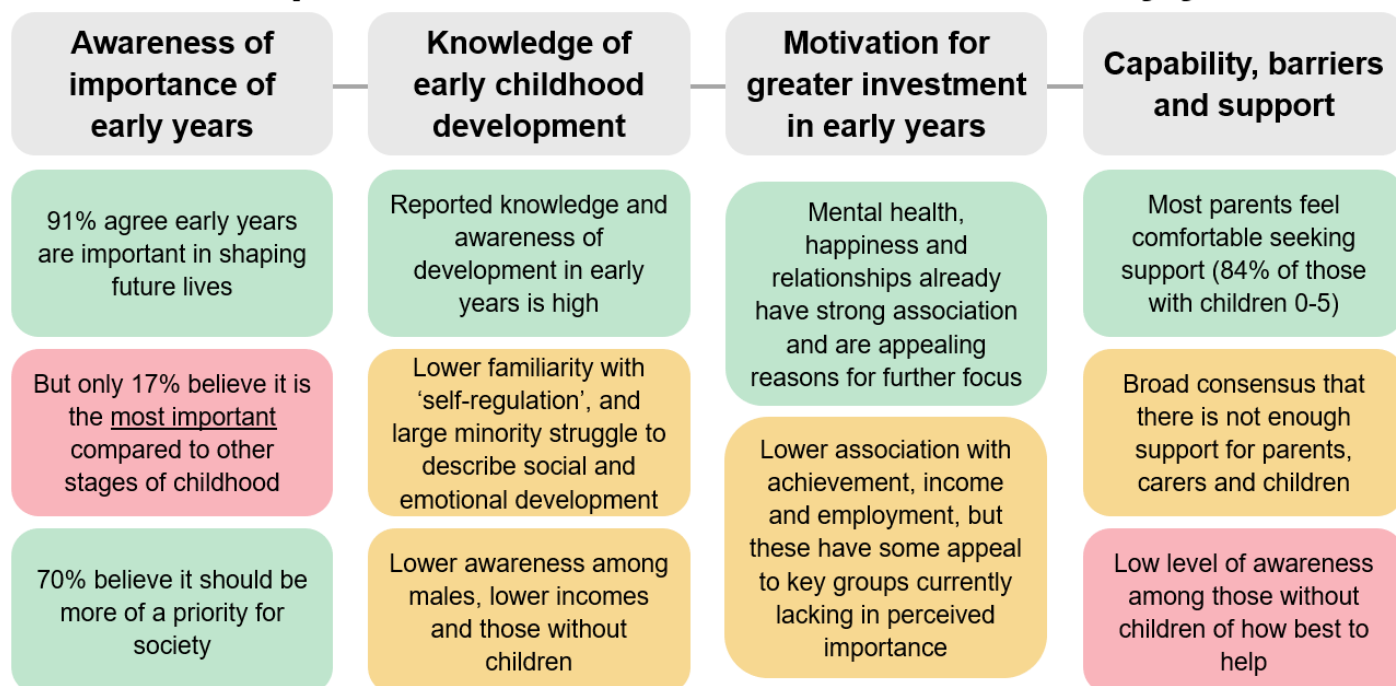 Awareness of
importance of
early years
91% agree early years
are important in shaping
future lives
But only 17% believe it is
the most important
compared to other
stages of childhood
70% believe it should be
more of a priority for
society
Knowledge of
early childhood
development
Reported knowledge and
awareness of
development in early
years is high
Lower familiarity with
‘self-regulation’, and
large minority struggle to
describe social and
emotional development
Lower awareness among
males, lower incomes
and those without
children
Motivation for
greater investment
in early years
Mental health,
happiness and
relationships already
have strong association
and are appealing
reasons for further focus
Lower association with
achievement, income
and employment, but
these have some appeal
to key groups currently
lacking in perceived
importance
Capability, barriers
and support
Most parents feel
comfortable seeking
support (84% of those
with children 0-5)
Broad consensus that
there is not enough
support for parents,
carers and children
Low level of awareness
among those without
children of how best to
help